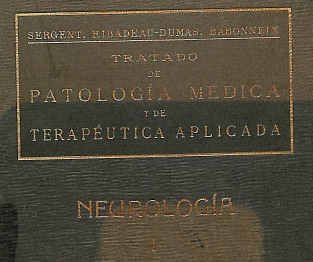 SERGENT, RIBADEAU-DUMAS, BABONNEIX
TRATADO
DE
PATOLOGÍA MÉDICA
Y DE
TERAPÉUTICA APLICADA
NEUROLOGÍA
I